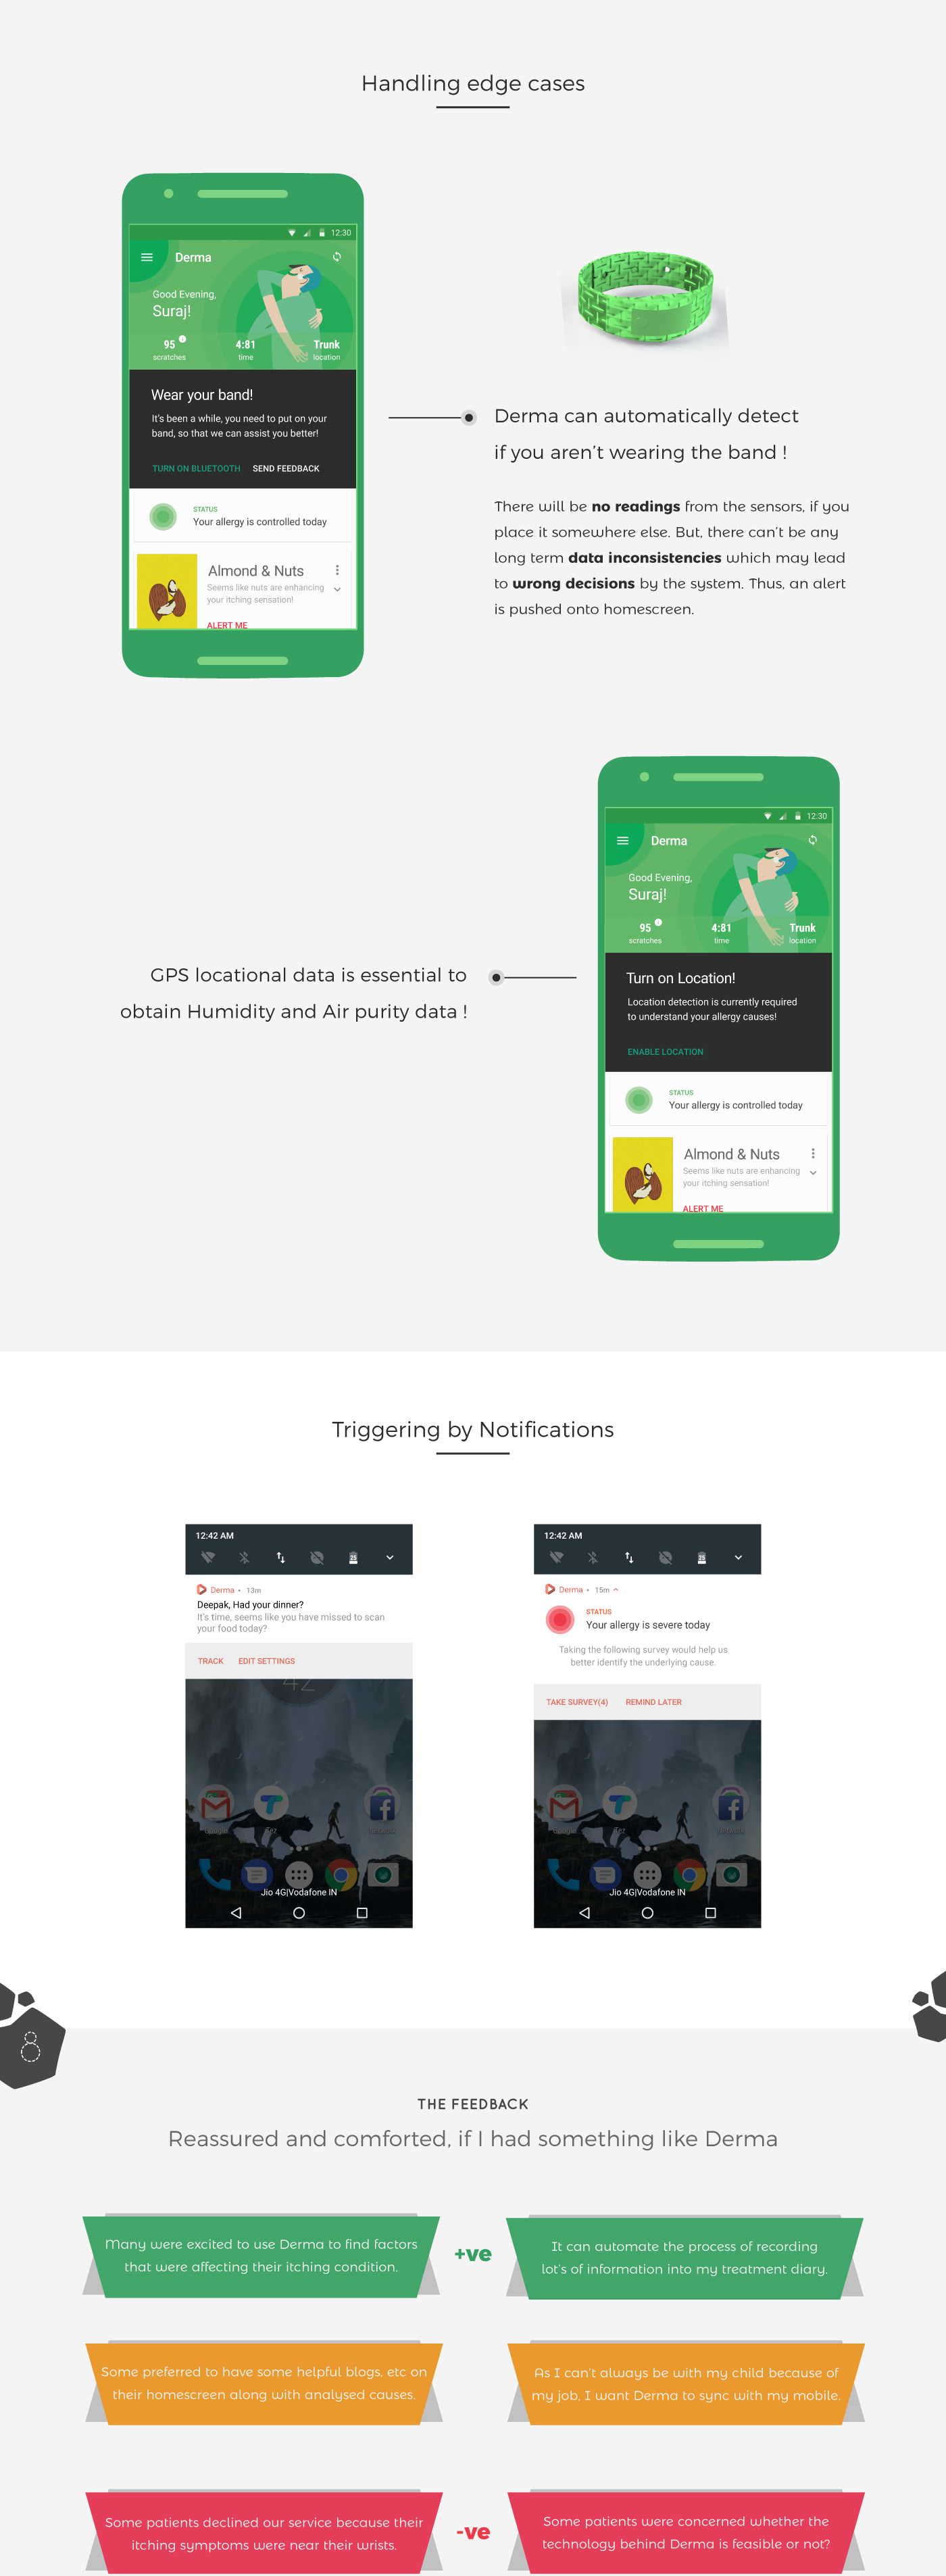 Handling edge cases
12:30
Derma
Good Evening,
Suraj!
95 4:81 Trunk
scratches time location
Wear your band!
It's been a while, you need to put on your
band, so that we can assist you better!
TURN ON BLUETOOTH SEND FEEDBACK
STATUS
Your allergy is controlled today
Almond & Nuts
Seems like nuts are enhancing
your itching sensation!
ALERT ME
Derma can automatically detect
if you aren't wearing the band !
There will be no readings from the sensors, if you
place it somewhere else. But, there can't be any
long term data inconsistencies which may lead
to wrong decisions by the system. Thus, an alert
is pushed onto homescreen.
GPS locational data is essential to
obtain Humidity and Air purity data !
12:30
Derma
Good Evening,
Suraj!
95 4:81 Trunk
scratches time location
Turn on Location!
Location detection is currently required
to understand your allergy causes!
ENABLE LOCATION
STATUS
Your allergy is controlled today
Almond & Nuts
Seems like nuts are enhancing
your itching sensation!
ALERT ME
Triggering by Notifications
12:42 AM
Derma • 13m
Deepak, Had your dinner?
It's time, seems like you have missed to scan
your food today?
TRACK EDIT SETTINGS
42
Google Tez
Jio 4G|Vodafone IN
12:42 AM
Derma • 15m
STATUS
Your allergy is severe today
Taking the following survey would help us
better identify the underlying cause.
TAKE SURVEY(4) REMIND LATER
Google Tez
Jio 4G|Vodafone IN
8
THE FEEDBACK
Reassured and comforted, if I had something like Derma
Many were excited to use Derma to find factors
that were affecting their itching condition.
+ve
It can automate the process of recording
lot's of information into my treatment diary.
Some preferred to have some helpful blogs, etc on
their homescreen along with analysed causes.
As I can't always be with my child because of
my job, I want Derma to sync with my mobile.
Some patients declined our service because their
itching symptoms were near their wrists.
-ve
Some patients were concerned whether the
technology behind Derma is feasible or not?